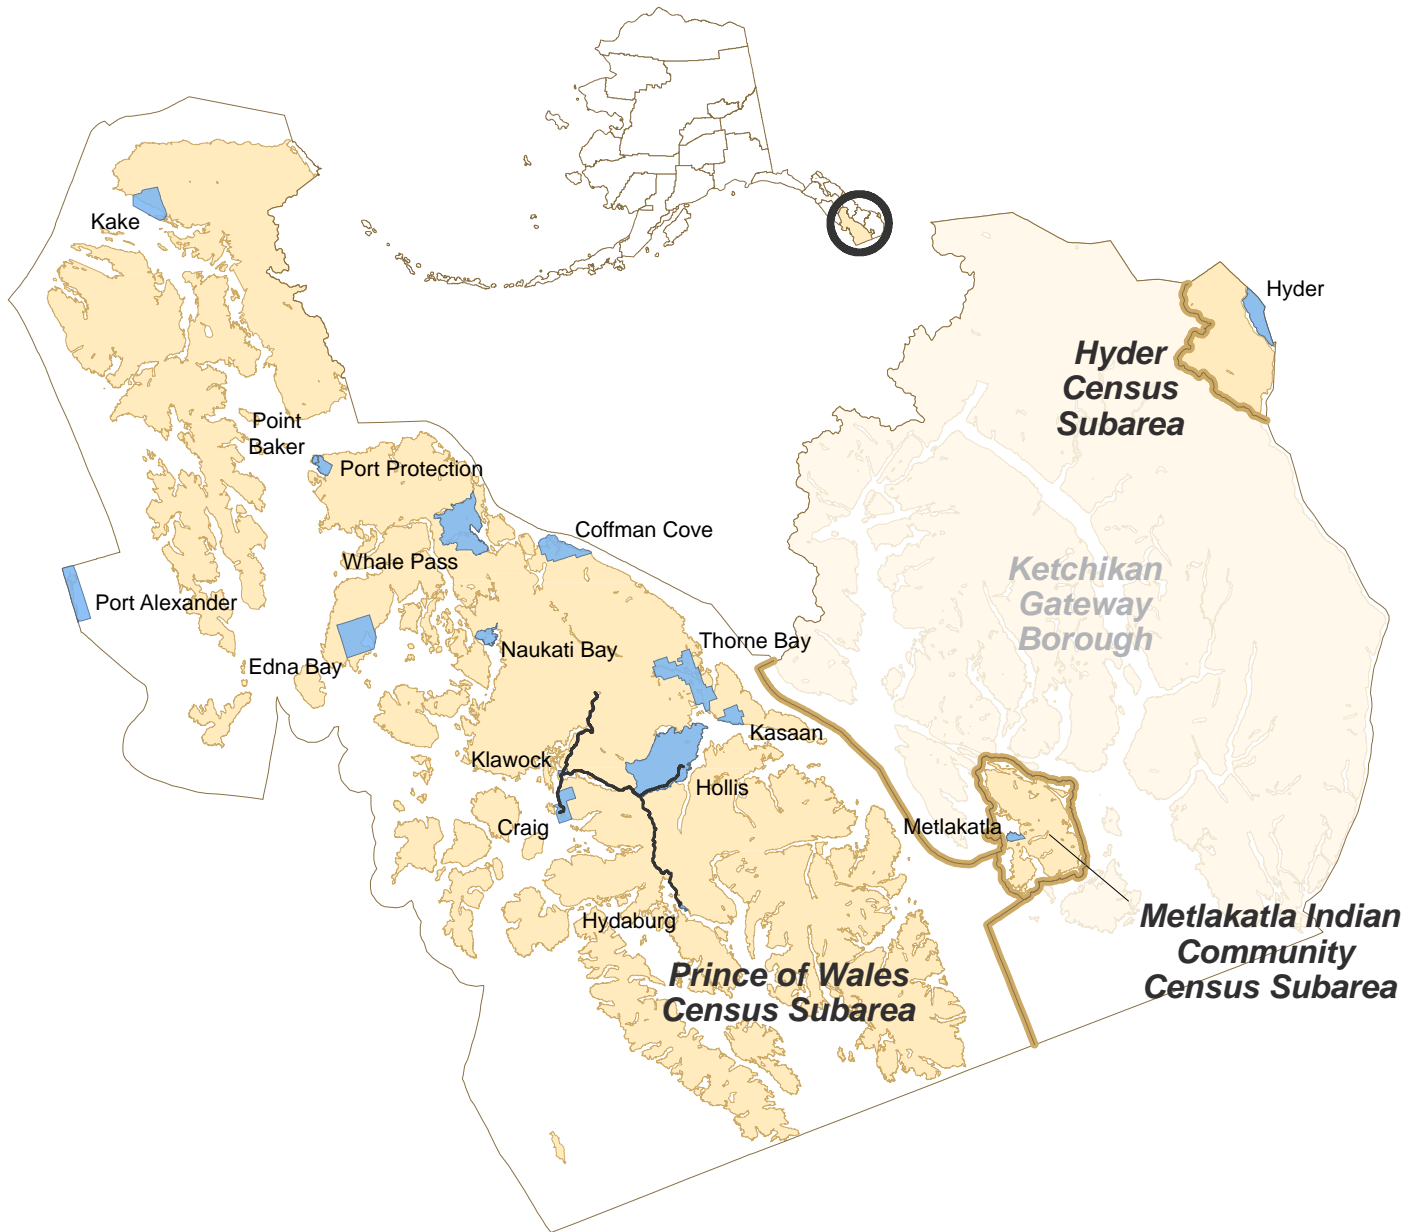 Kake
Hyder
Hyder
Census
Subarea
Point
Baker
Port Protection
Coffman Cove
Whale Pass
Ketchikan
Gateway
Borough
Port Alexander
Thorne Bay
Naukati Bay
Edna Bay
Kasaan
Klawock
Hollis
Craig
Metlakatla
Hydaburg
Metlakatla Indian
Community
Census Subarea
Prince of Wales
Census Subarea